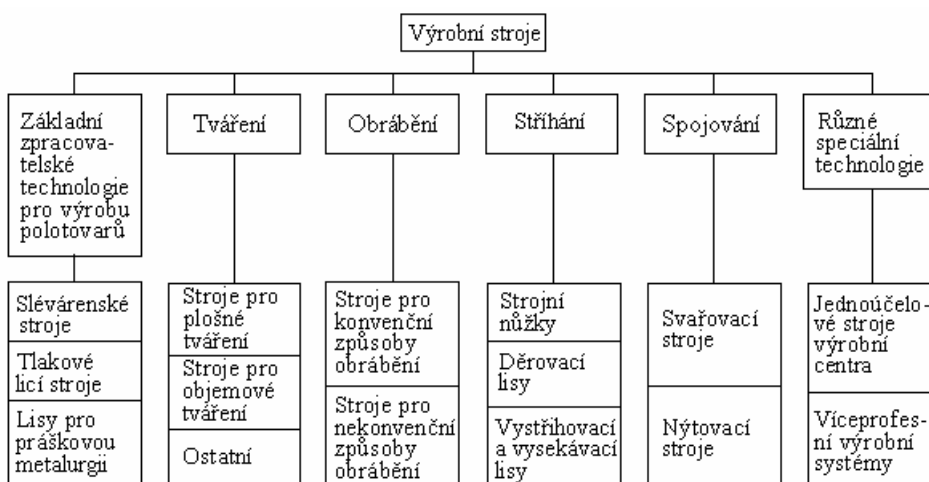 Výrobní stroje
Základní
zpracova-
telské
technologie
pro výrobu
polotovarů
Tváření
Obrábění
Stříhání
Spojování
Různé
speciální
technologie
Slévárenské
stroje
Tlakové
licí stroje
Lisy pro
práškovou
metalurgii
Stroje pro
plošné
tváření
Stroje pro
objemové
tváření
Ostatní
Stroje pro
konvenční
způsoby
obrábění
Stroje pro
nekonvenční
způsoby
obrábění
Strojní
nůžky
Děrovací
lisy
Vystřihovací
a vysekávací
lisy
Svařovací
stroje
Nýtovací
stroje
Jednoúčelo-
vé stroje
výrobní
centra
Víceprofes-
ní výrobní
systémy